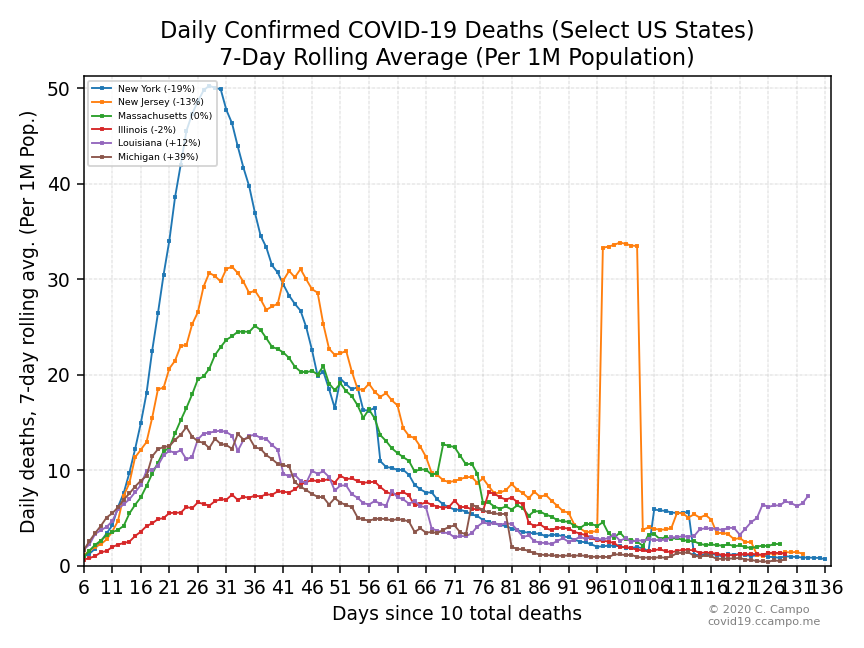 Daily Confirmed COVID-19 Deaths (Select US States)
7-Day Rolling Average (Per 1M Population)
Daily deaths, 7-day rolling avg. (Per 1M Pop.)
50
40
30
20
10
0
New York (-19%)
New Jersey (-13%)
Massachusetts (0%)
Illinois (-2%)
Louisiana (+12%)
Michigan (+39%)
6 11 16 21 26 31 36 41 46 51 56 61 66 71 76 81 86 91 96 101 106 111 116 121 126 131 136
Days since 10 total deaths
© 2020 C. Campo
covid19.ccampo.me